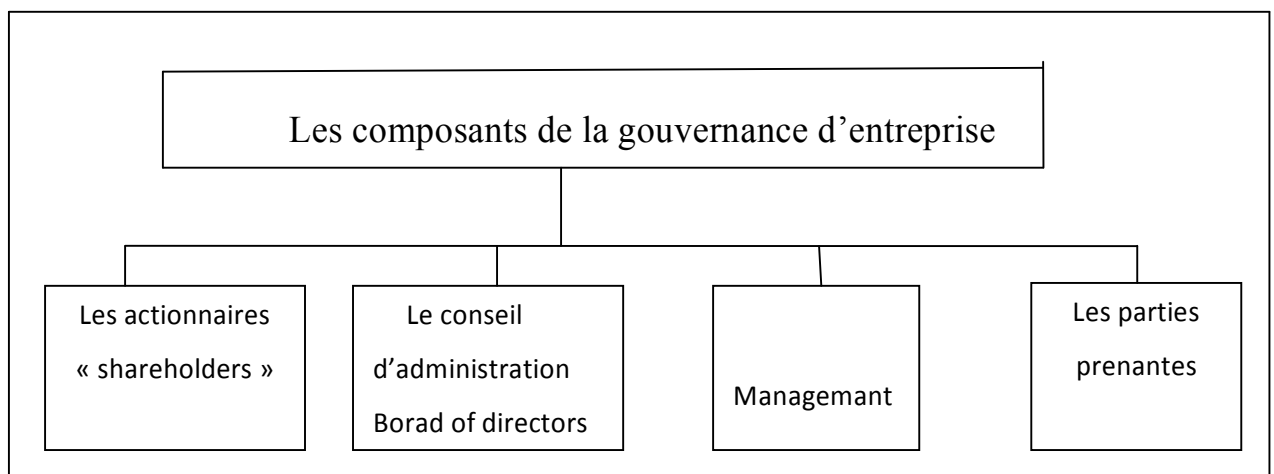 Les composants de la gouvernance d’entreprise
Les actionnaires
« shareholders »
Le conseil
d’administration
Borad of directors
Managemant
Les parties
prenantes